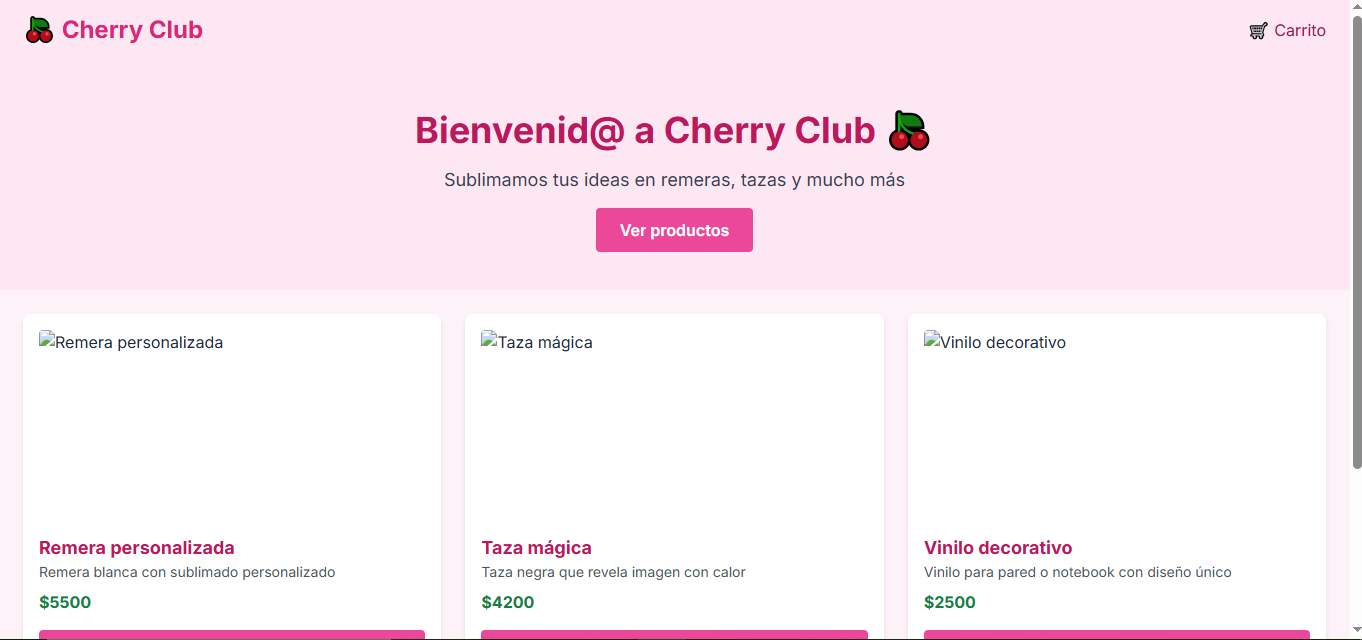 Cherry Club
Carrito
Bienvenid@ a Cherry Club
Sublimamos tus ideas en remeras, tazas y mucho más
Ver productos
Remera personalizada
Taza mágica
Vinilo decorativo
Remera personalizada
Remera blanca con sublimado personalizado
$5500
Taza mágica
Taza negra que revela imagen con calor
$4200
Vinilo decorativo
Vinilo para pared o notebook con diseño único
$2500